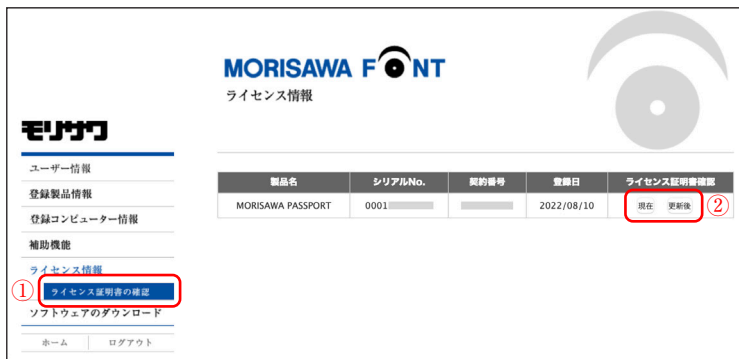 MORISAWA FONT
ライセンス情報
モリサワ
ユーザー情報
登録製品情報
登録コンピューター情報
補助機能
ライセンス情報
① ライセンス証明書の確認
ソフトウェアのダウンロード
ホーム ログアウト
製品名 シリアルNo. 契約番号 登録日 ライセンス証明書確認
MORISAWA PASSPORT 0001 2022/08/10 現在 更新後 ②